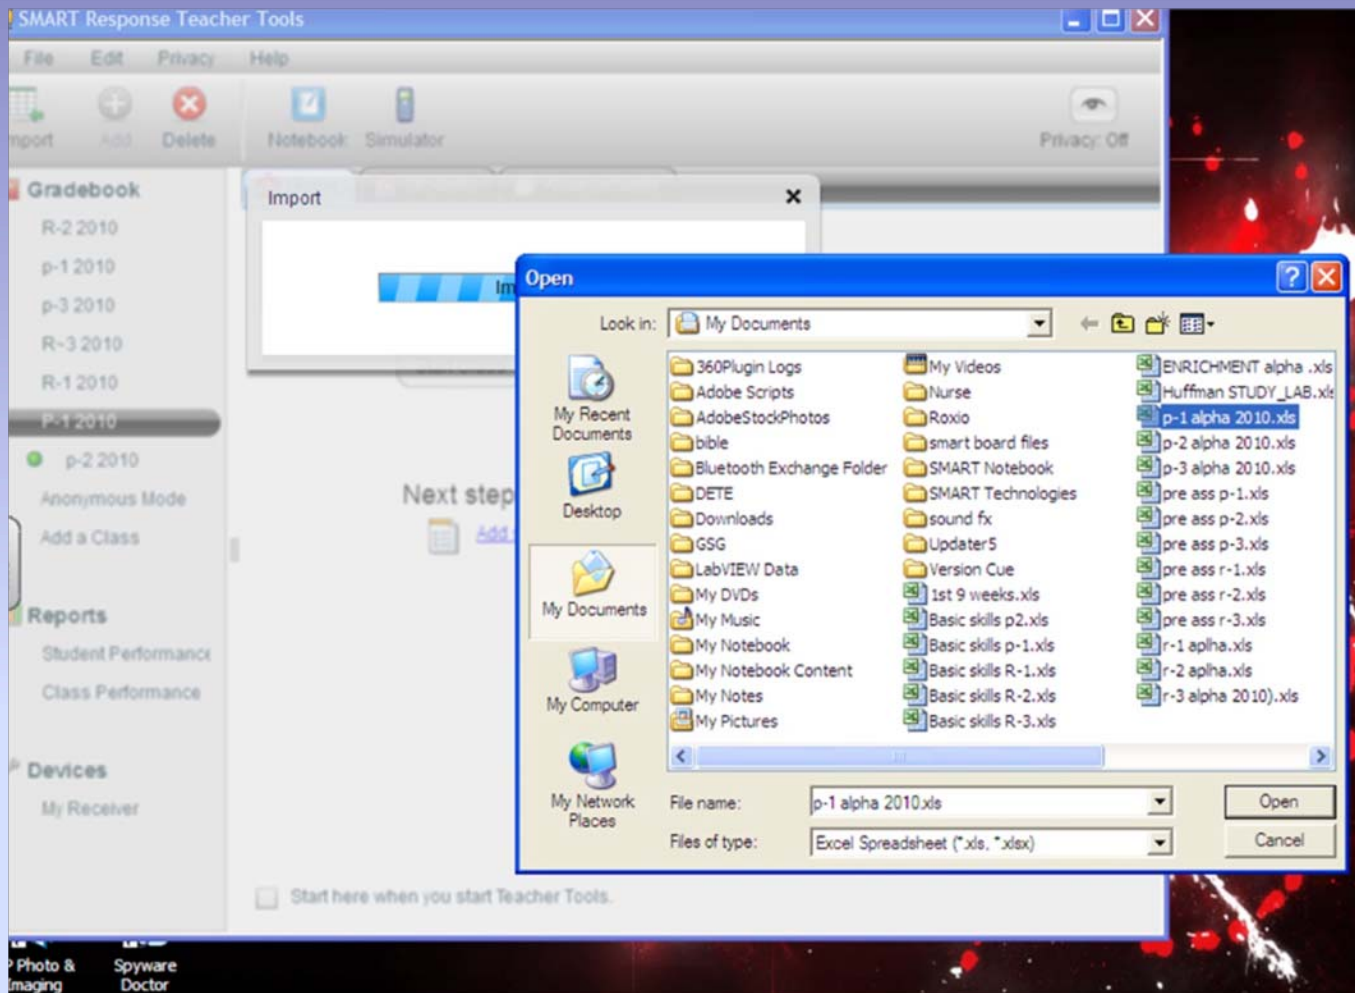 SMART Response Teacher Tools
File Edit Privacy Help
Add Delete Notebook Simulator Privacy: Off
Gradebook
R-2 2010
p-1 2010
p-3 2010
R~3 2010
R-1 2010
P-1 2010
p-2 2010
Anonymous Mode
Add a Class
Reports
Student Performance
Class Performance
Devices
My Receiver
Import
Next step
Add
Start here when you start Teacher Tools.
Open
Look in: My Documents
My Recent
Documents
Desktop
My Documents
My Computer
My Network
Places
360Plugin Logs
Adobe Scripts
AdobeStockPhotos
bible
Bluetooth Exchange Folder
DETE
Downloads
GSG
LabVIEW Data
My DVDs
My Music
My Notebook
My Notebook Content
My Notes
My Pictures
My Videos
Nurse
Roxio
smart board files
SMART Notebook
SMART Technologies
sound fx
Updater5
Version Cue
1st 9 weeks.xls
Basic skills p2.xls
Basic skills p-1.xls
Basic skills R-1.xls
Basic skills R-2.xls
Basic skills R-3.xls
ENRICHMENT alpha .xls
Huffman STUDY_LAB.xls
p-1 alpha 2010.xls
p-2 alpha 2010.xls
p-3 alpha 2010.xls
pre ass p-1.xls
pre ass p-2.xls
pre ass p-3.xls
pre ass r-1.xls
pre ass r-2.xls
pre ass r-3.xls
r-1 aplha.xls
r-2 aplha.xls
r-3 alpha 2010).xls
File name: p-1 alpha 2010.xls Open
Files of type: Excel Spreadsheet (*.xls, *.xlsx) Cancel
Photo & Spyware
Imaging Doctor